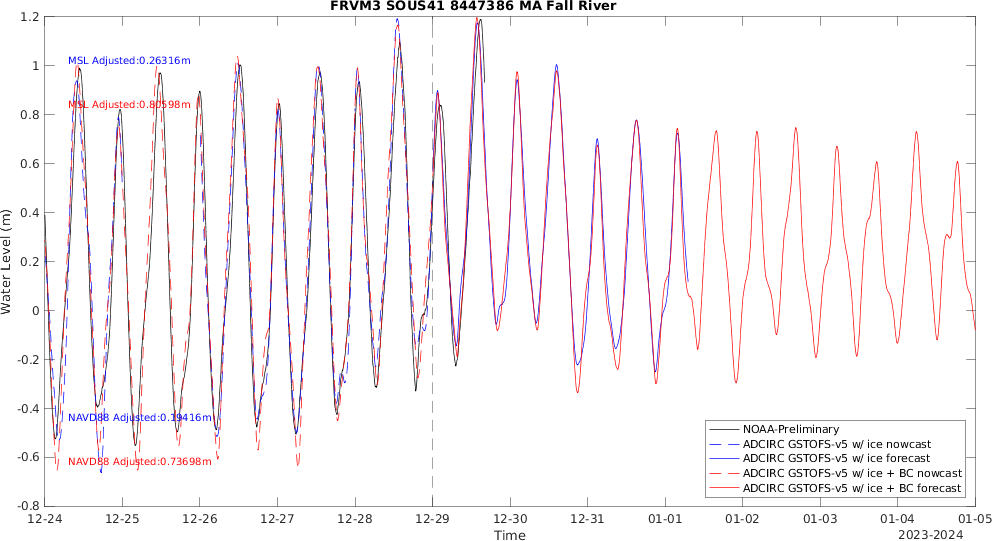 FRVM3 SOUS41 8447386 MA Fall River
1.2
1
0.8
0.6
0.4
0.2
0
-0.2
-0.4
-0.6
-0.8
Water Level (m)
MSL Adjusted:0.26316m
MSL Adjusted:0.80598m
NAVD88 Adjusted:0.19416m
NAVD88 Adjusted:0.73698m
NOAA-Preliminary
ADCIRC GSTOFS-v5 w/ ice nowcast
ADCIRC GSTOFS-v5 w/ ice forecast
ADCIRC GSTOFS-v5 w/ ice + BC nowcast
ADCIRC GSTOFS-v5 w/ ice + BC forecast
12-24 12-25 12-26 12-27 12-28 12-29 12-30 12-31 01-01 01-02 01-03 01-04 01-05
Time
2023-2024